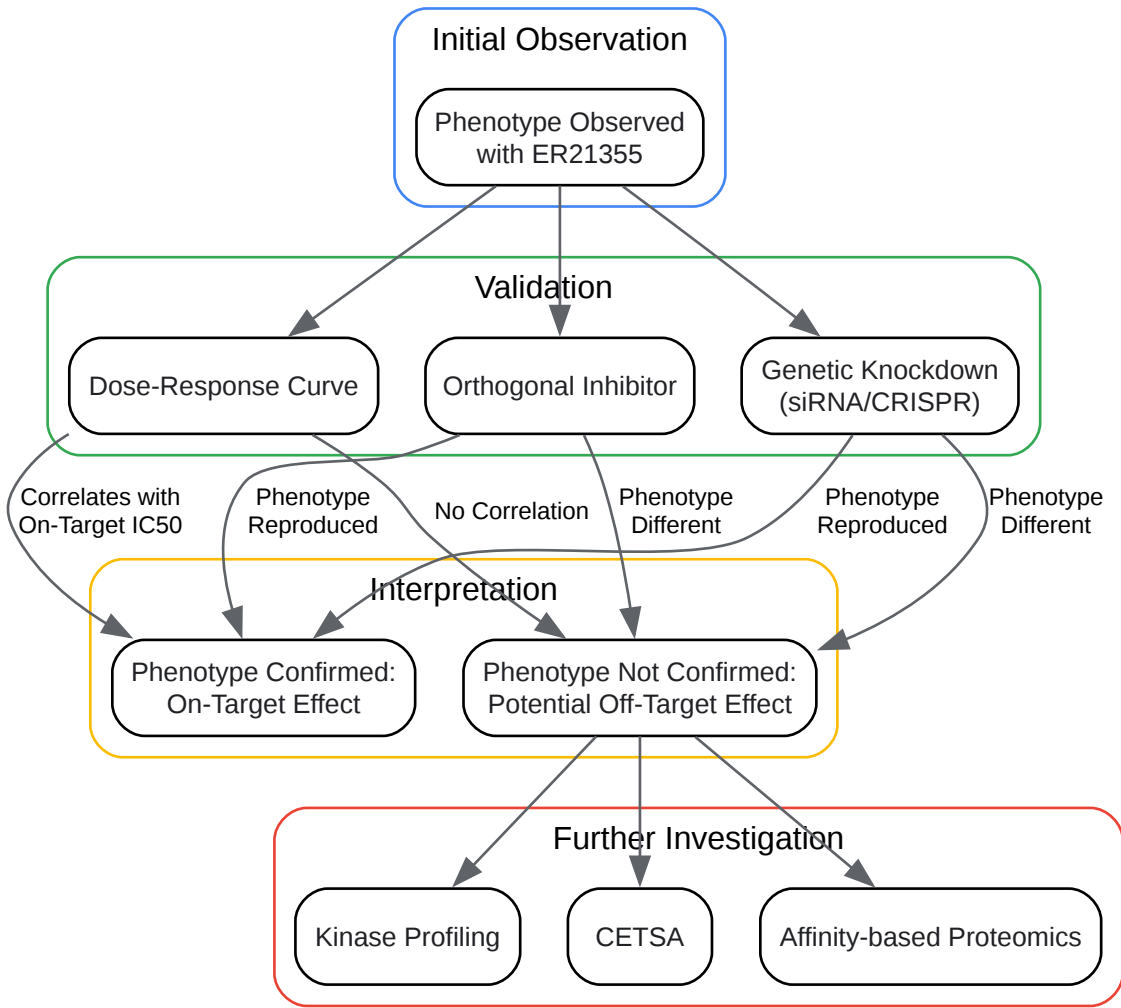 Initial Observation
Phenotype Observed
with ER21355
Validation
Dose-Response Curve
Orthogonal Inhibitor
Genetic Knockdown
(siRNA/CRISPR)
Correlates with
On-Target IC50
Phenotype
Reproduced
No Correlation
Phenotype
Different
Phenotype
Reproduced
Phenotype
Different
Interpretation
Phenotype Confirmed:
On-Target Effect
Phenotype Not Confirmed:
Potential Off-Target Effect
Further Investigation
Kinase Profiling
CETSA
Affinity-based Proteomics